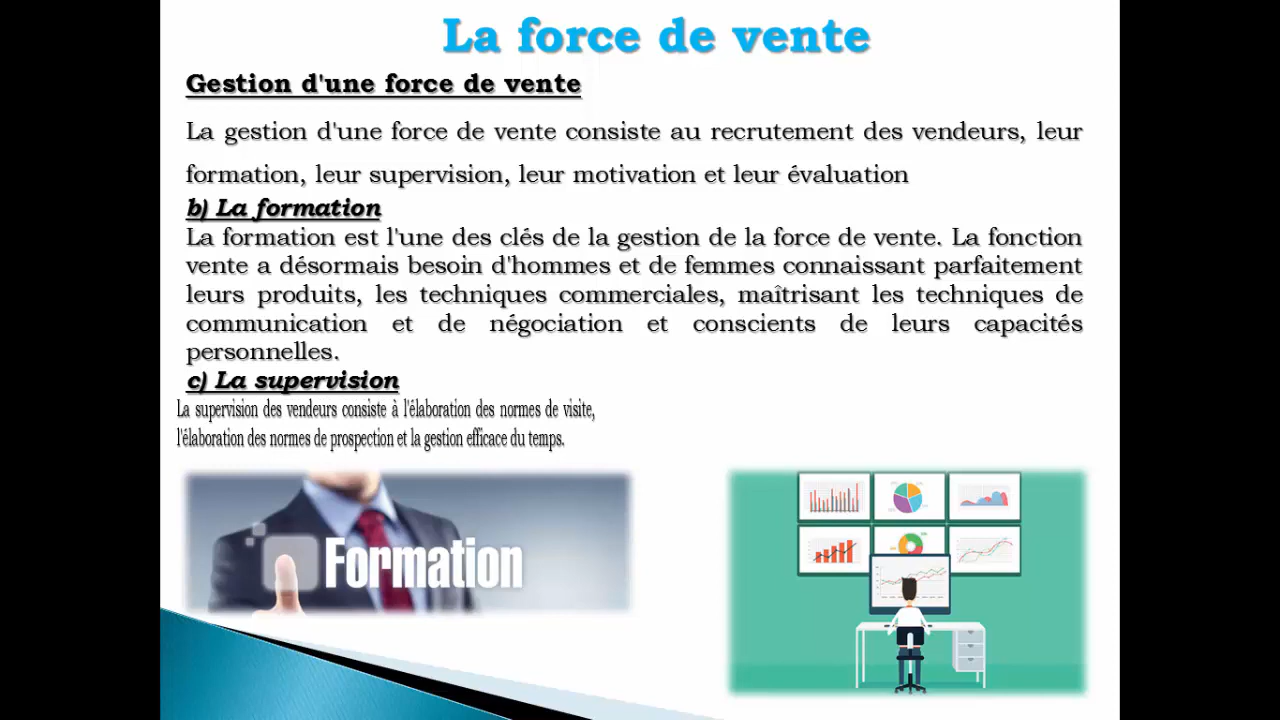 La force de vente
Gestion d'une force de vente
La gestion d'une force de vente consiste au recrutement des vendeurs, leur
formation, leur supervision, leur motivation et leur évaluation
b) La formation
La formation est l'une des clés de la gestion de la force de vente. La fonction
vente a désormais besoin d'hommes et de femmes connaissant parfaitement
leurs produits, les techniques commerciales, maîtrisant les techniques de
communication et de négociation et conscients de leurs capacités
personnelles.
c) La supervision
La supervision des vendeurs consiste à l'élaboration des normes de visite,
l'élaboration des normes de prospection et la gestion efficace du temps.
Formation